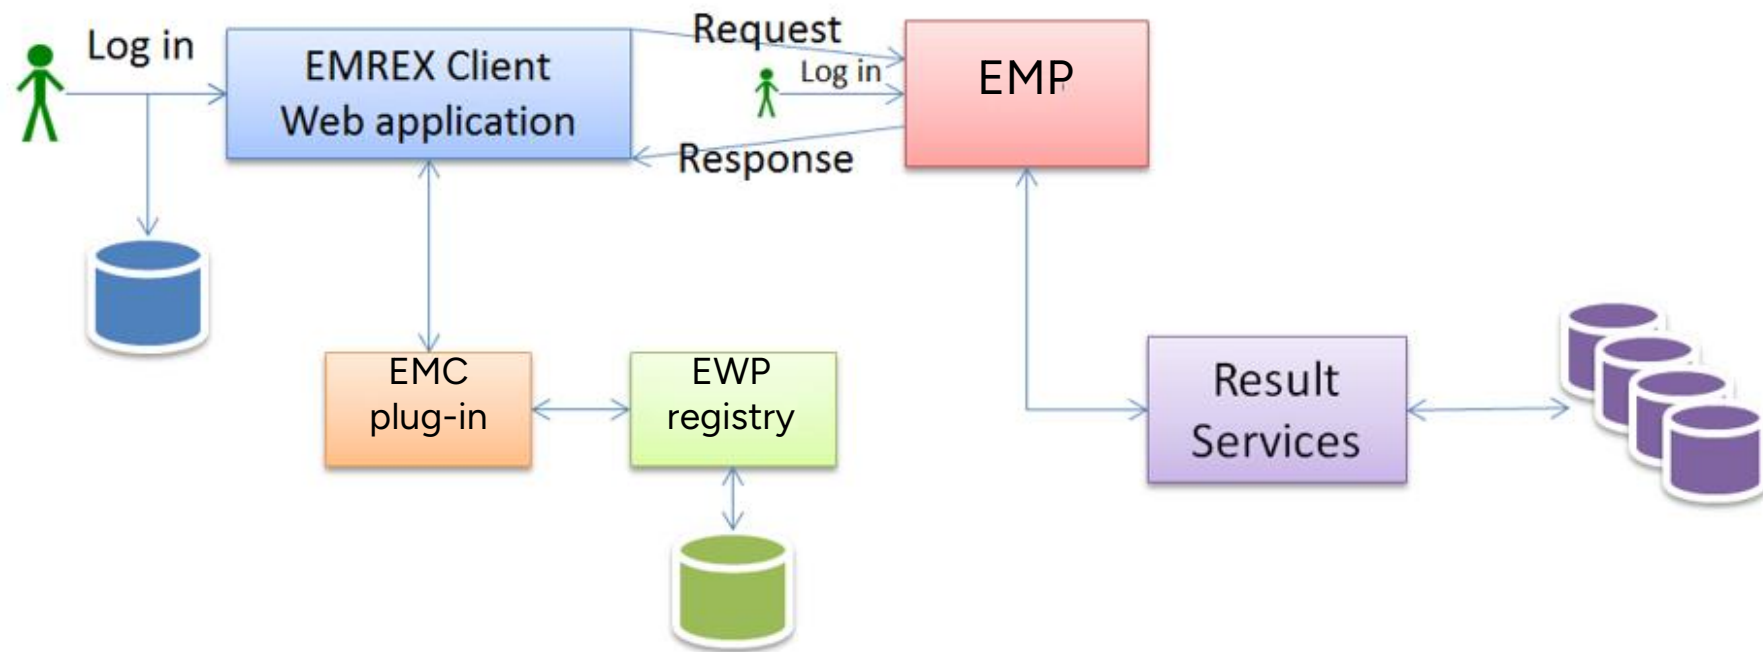 Log in
EMREX Client
Web application
Request
Log in
Response
EMP
EMC
plug-in
EWP
registry
Result
Services